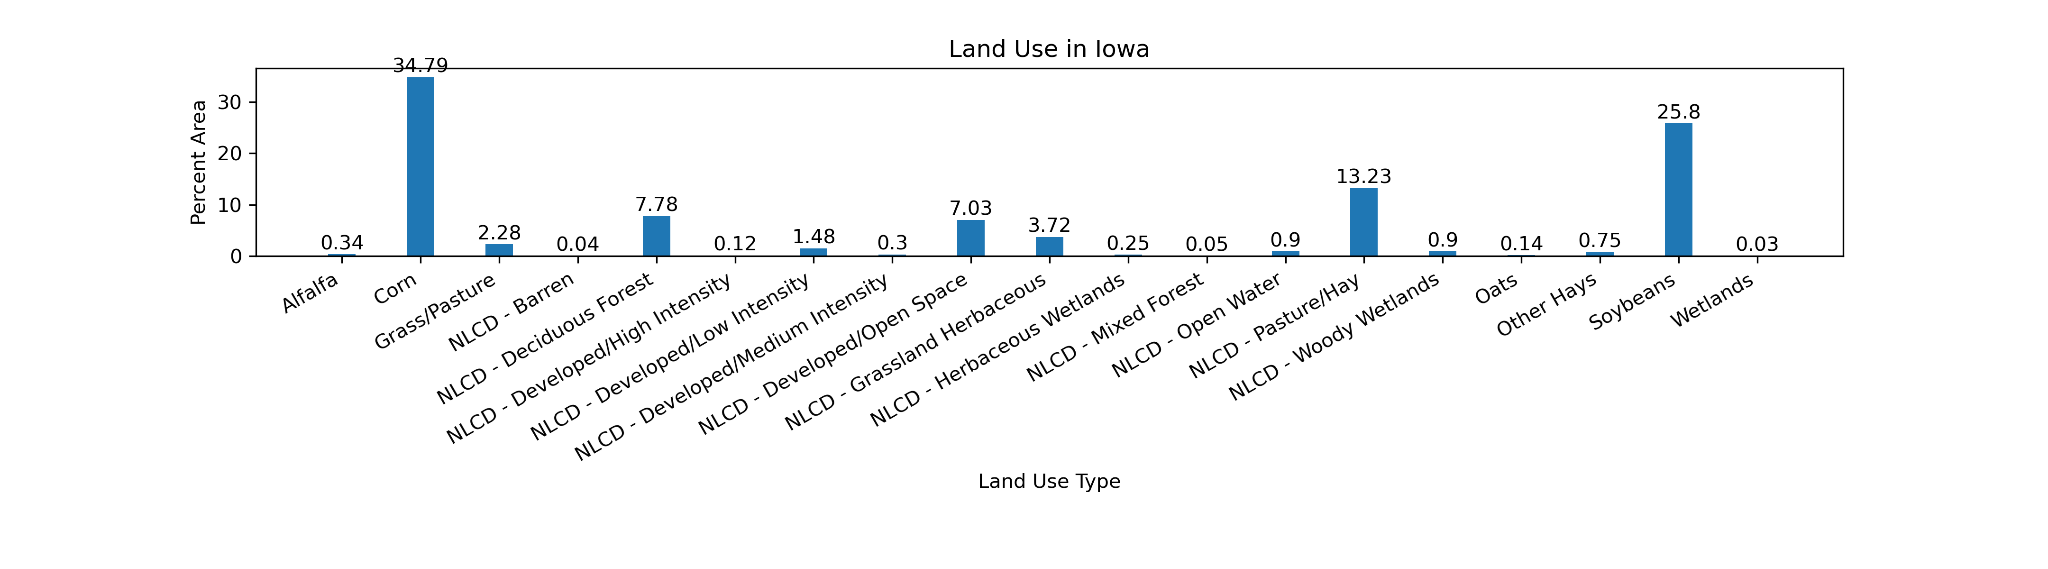 Land Use in Iowa
Percent Area
30
20
10
0
0.34
34.79
2.28
0.04
7.78
0.12
1.48
0.3
7.03
3.72
0.25
0.05
0.9
13.23
0.9
0.14
0.75
25.8
0.03
Alfalfa
Corn
Grass/Pasture
NLCD - Barren
NLCD - Deciduous Forest
NLCD - Developed/High Intensity
NLCD - Developed/Low Intensity
NLCD - Developed/Medium Intensity
NLCD - Developed/Open Space
NLCD - Grassland Herbaceous
NLCD - Herbaceous Wetlands
NLCD - Mixed Forest
NLCD - Open Water
NLCD - Pasture/Hay
NLCD - Woody Wetlands
Oats
Other Hays
Soybeans
Wetlands
Land Use Type